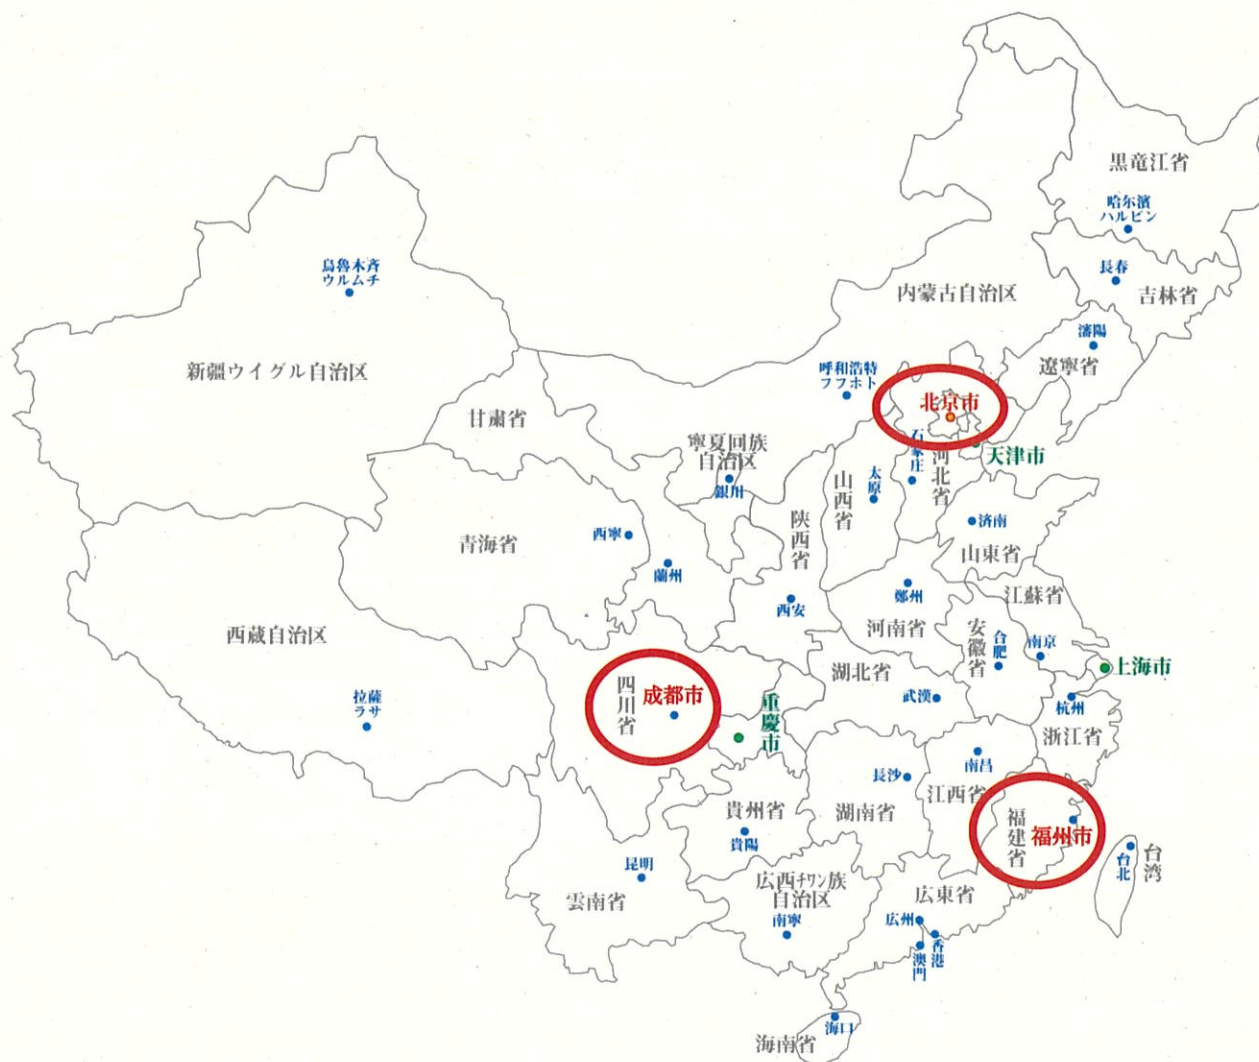 黒竜江省
哈尔濱
ハルビン
長春
吉林省
烏魯木斉
ウルムチ
内蒙古自治区
瀋陽
遼寧省
新疆ウイグル自治区
呼和浩特
フフホト
北京市
甘粛省
寧夏回族
自治区
銀川
石家庄
河北省
天津市
山西省
太原
陝西省
済南
山東省
青海省
西寧
蘭州
西安
鄭州
河南省
江蘇省
安徽省
合肥
南京
西蔵自治区
拉薩
ラサ
四川省
成都市
重慶市
湖北省
武漢
上海市
杭州
浙江省
南昌
長沙
江西省
湖南省
貴州省
貴陽
福建省
福州市
台北
台湾
昆明
雲南省
広西チワン族
自治区
南寧
広東省
広州
香港
澳門
海口
海南省